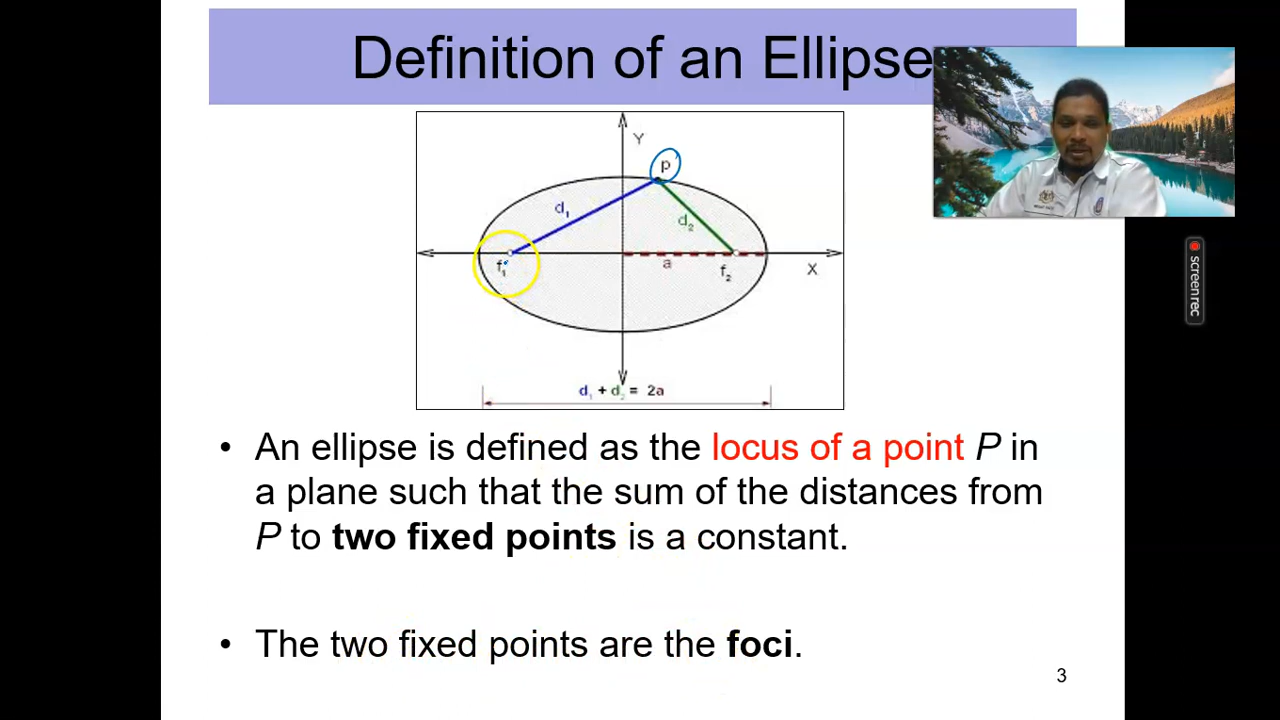 Definition of an Ellipse
Y
p
d₁
d₂
f₁
a
f₂
X
d₁ + d₂ = 2a
screenrec
• An ellipse is defined as the locus of a point P in
a plane such that the sum of the distances from
P to two fixed points is a constant.
• The two fixed points are the foci.
3